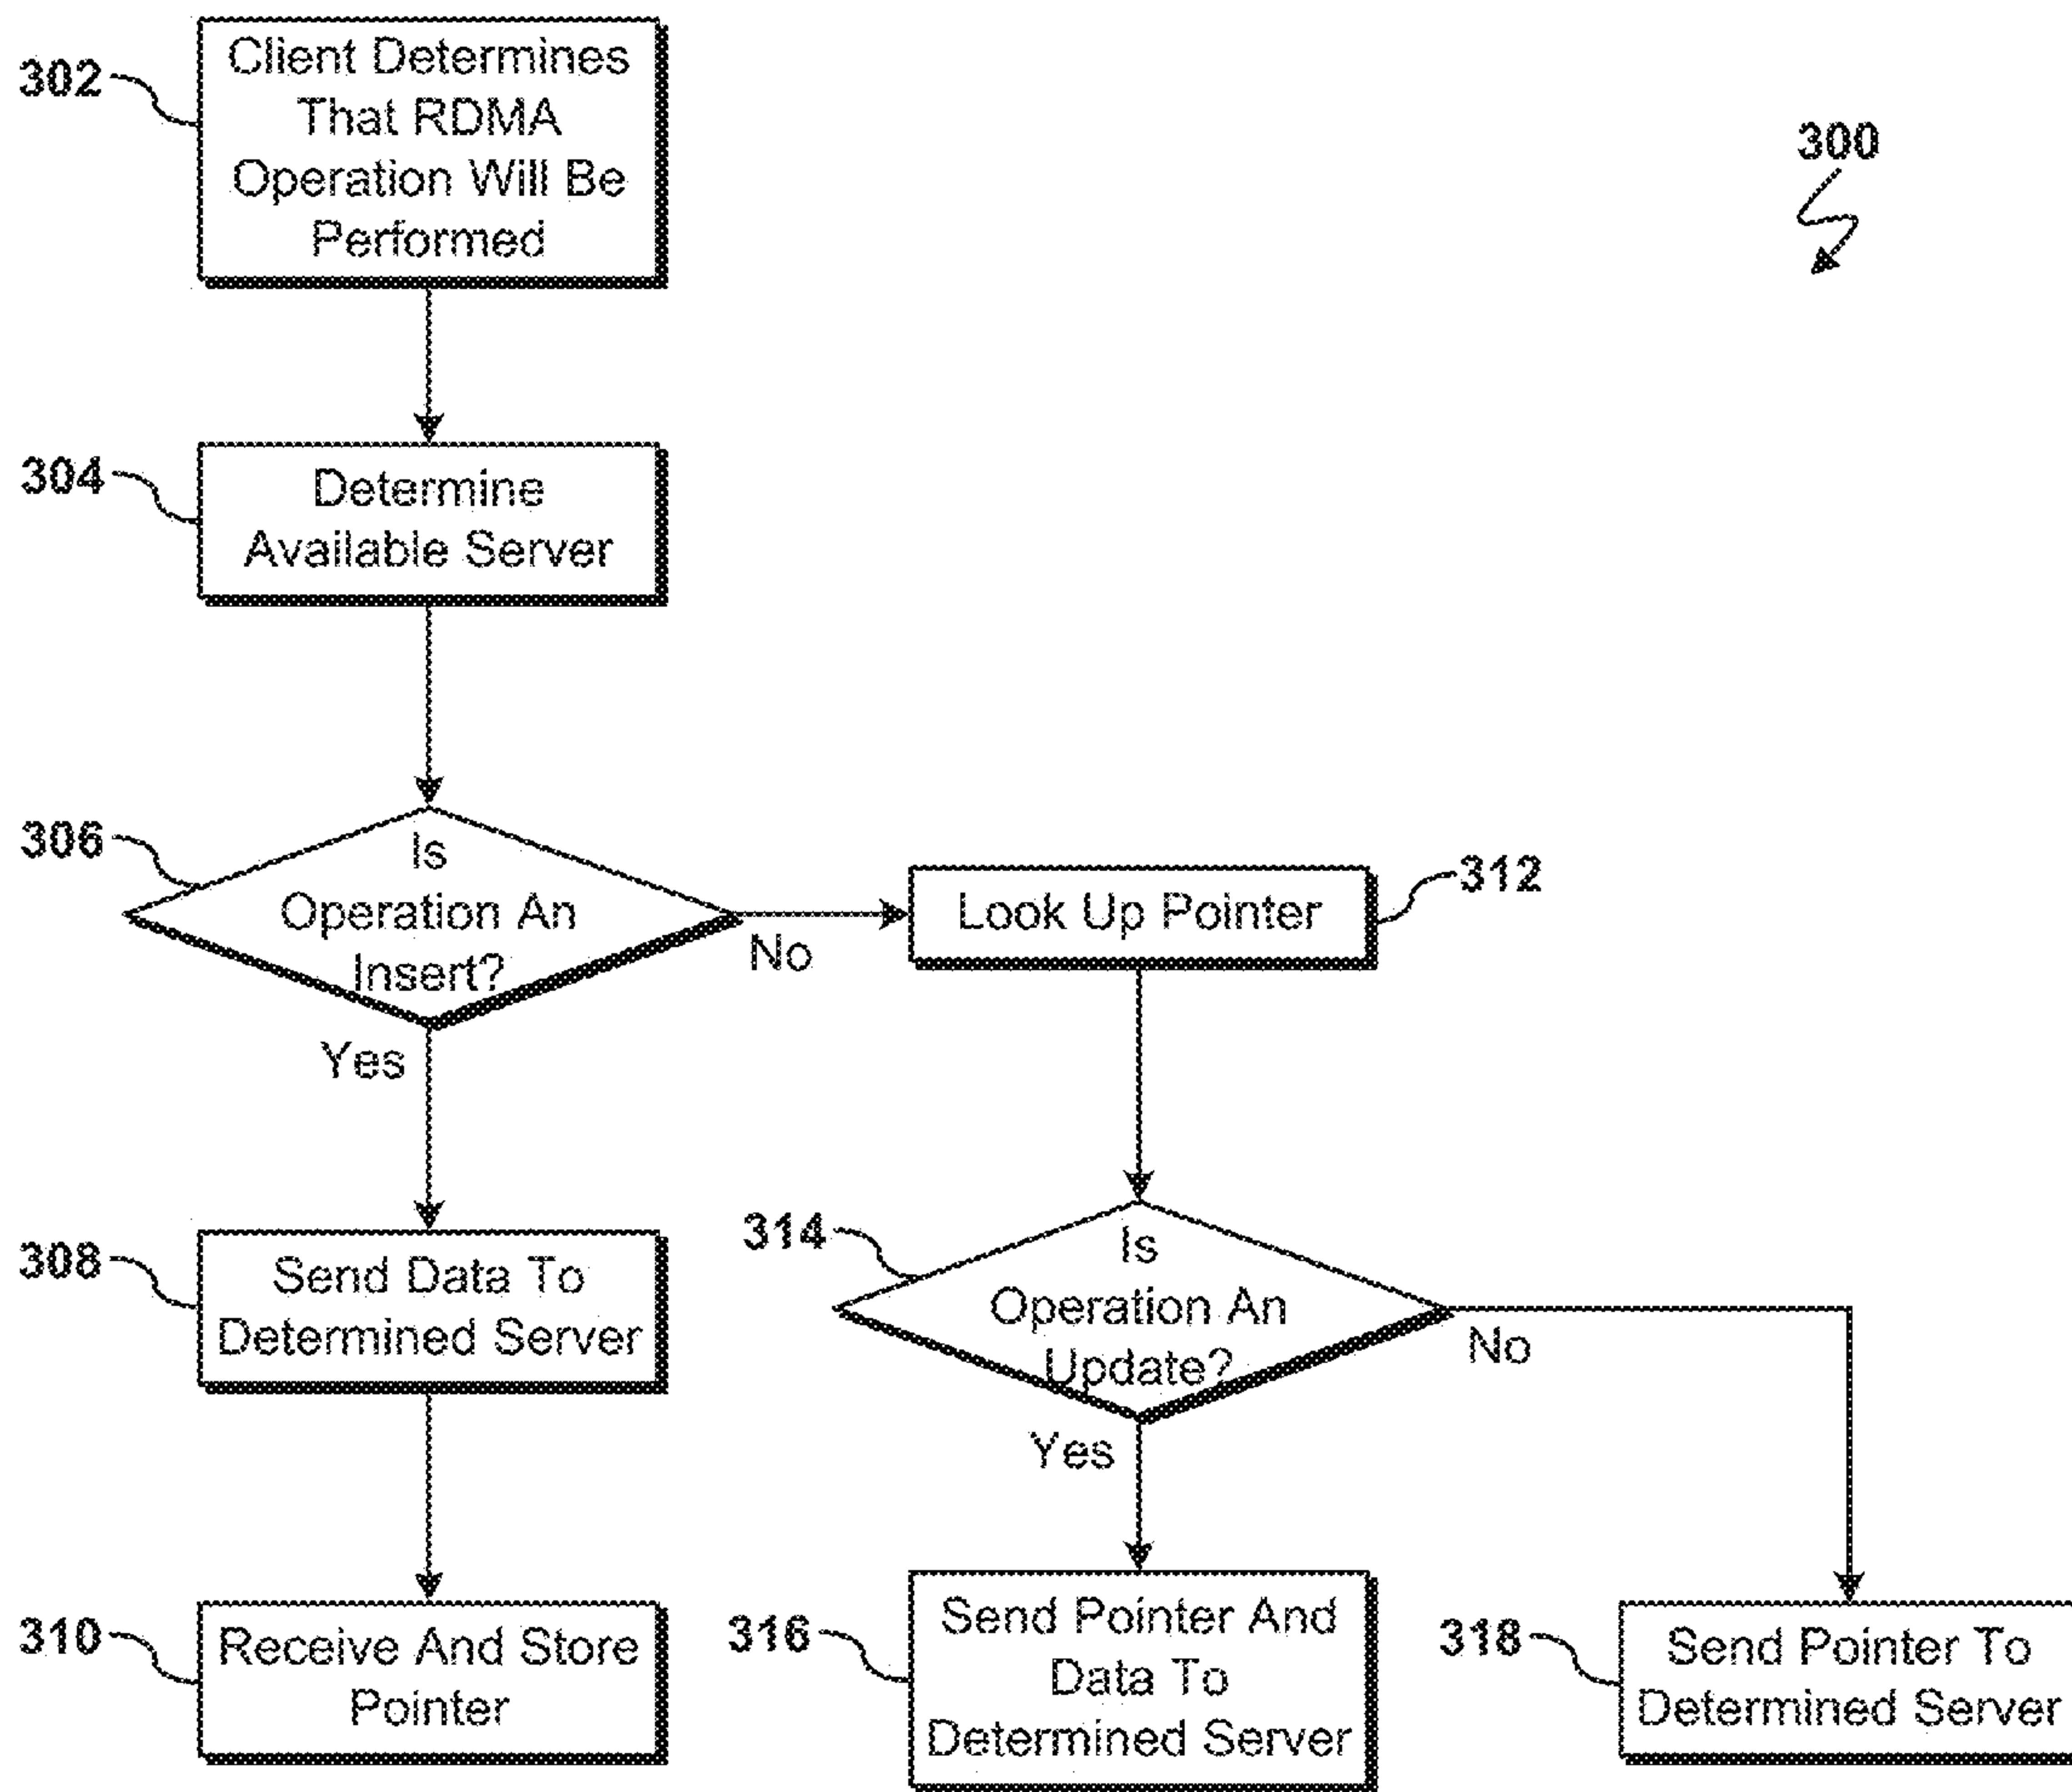 302
Client Determines
That RDMA
Operation Will Be
Performed
300
304
Determine
Available Server
306
Is
Operation An
Insert?
No
Yes
312
Look Up Pointer
308
Send Data To
Determined Server
314
Is
Operation An
Update?
No
Yes
310
Receive And Store
Pointer
316
Send Pointer And
Data To
Determined Server
318
Send Pointer To
Determined Server